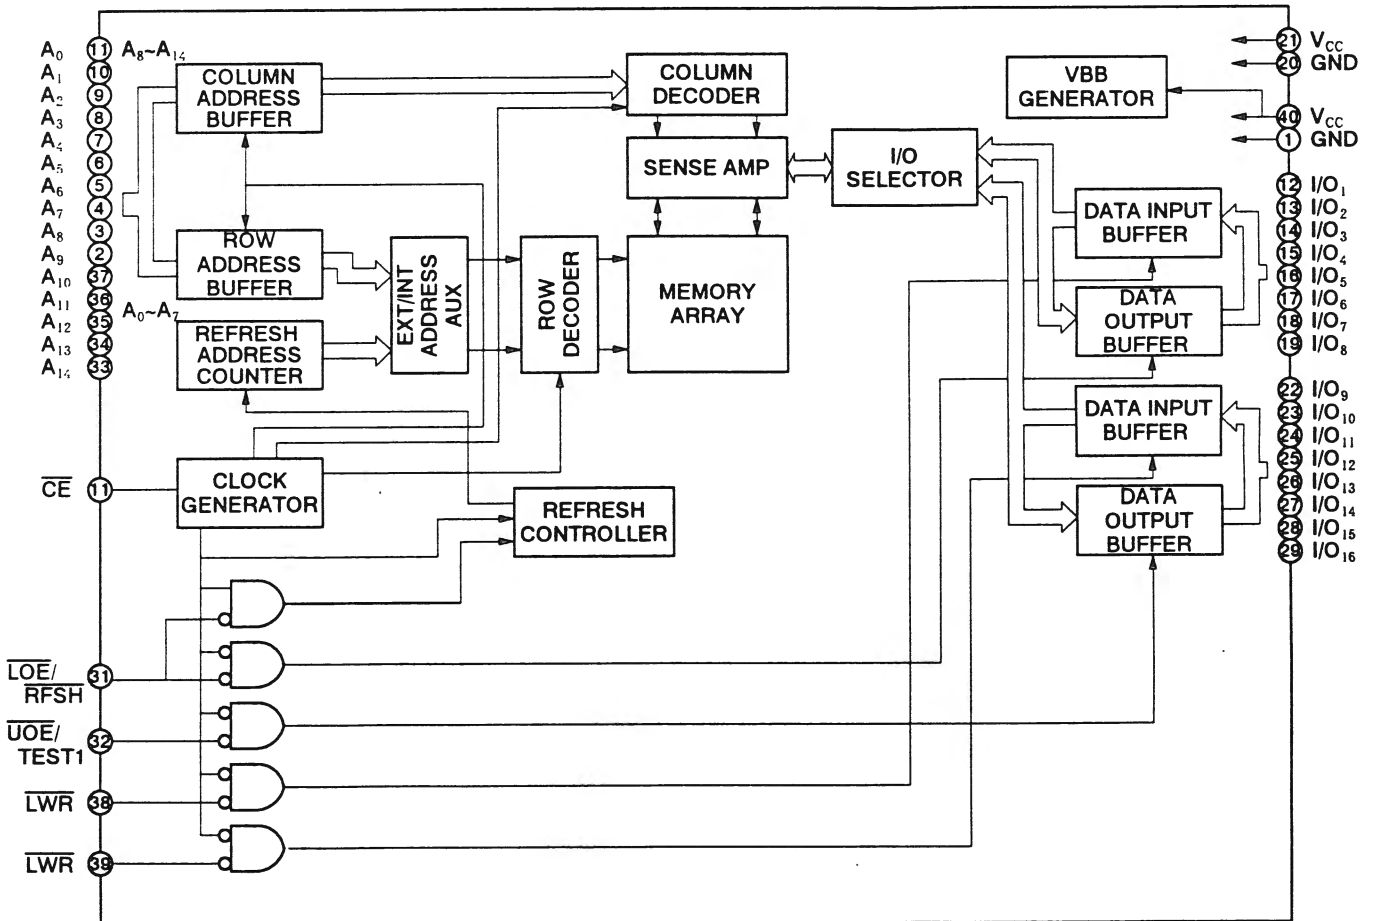 A0 11 A8~A14
A1 10
A2 9
A3 8
A4 7
A5 6
A6 5
A7 4
A8 3
A9 2
A10 37
A11 36
A12 35 A0~A7
A13 34
A14 33
COLUMN
ADDRESS
BUFFER
COLUMN
DECODER
VBB
GENERATOR
21 VCC
20 GND
40 VCC
1 GND
SENSE AMP
I/O
SELECTOR
ROW
ADDRESS
BUFFER
EXT/INT
ADDRESS
AUX
ROW
DECODER
MEMORY
ARRAY
REFRESH
ADDRESS
COUNTER
DATA INPUT
BUFFER
DATA
OUTPUT
BUFFER
DATA INPUT
BUFFER
DATA
OUTPUT
BUFFER
12 I/O1
13 I/O2
14 I/O3
15 I/O4
16 I/O5
17 I/O6
18 I/O7
19 I/O8
22 I/O9
23 I/O10
24 I/O11
25 I/O12
26 I/O13
27 I/O14
28 I/O15
29 I/O16
CE 11
CLOCK
GENERATOR
REFRESH
CONTROLLER
LOE/
RFSH
31
UOE/
TEST1
32
LWR 38
LWR 39